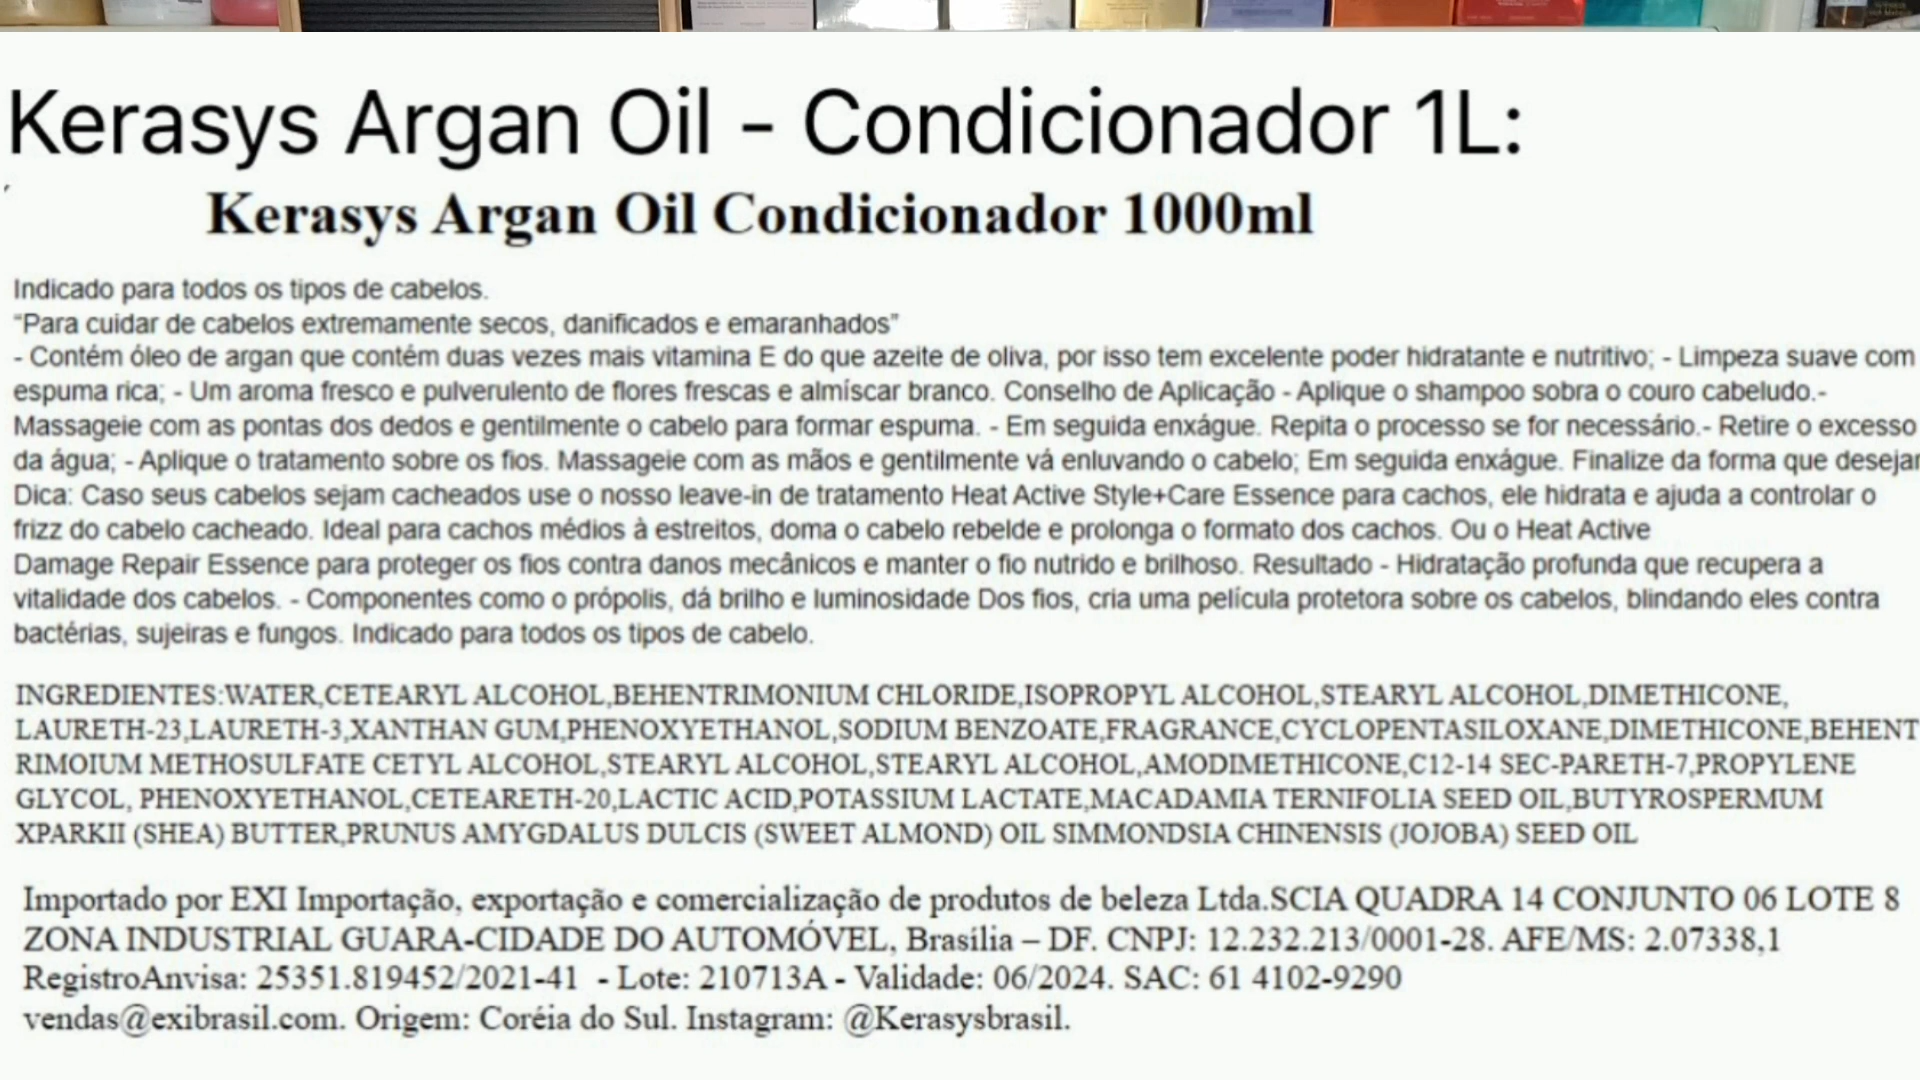 Kerasys Argan Oil - Condicionador 1L:
Kerasys Argan Oil Condicionador 1000ml
Indicado para todos os tipos de cabelos.
“Para cuidar de cabelos extremamente secos, danificados e emaranhados”
- Contém óleo de argan que contém duas vezes mais vitamina E do que azeite de oliva, por isso tem excelente poder hidratante e nutritivo; - Limpeza suave com
espuma rica; - Um aroma fresco e pulverulento de flores frescas e almíscar branco. Conselho de Aplicação - Aplique o shampoo sobra o couro cabeludo.-
Massageie com as pontas dos dedos e gentilmente o cabelo para formar espuma. - Em seguida enxágue. Repita o processo se for necessário.- Retire o excesso
da água; - Aplique o tratamento sobre os fios. Massageie com as mãos e gentilmente vá enluvando o cabelo; Em seguida enxágue. Finalize da forma que desejar
Dica: Caso seus cabelos sejam cacheados use o nosso leave-in de tratamento Heat Active Style+Care Essence para cachos, ele hidrata e ajuda a controlar o
frizz do cabelo cacheado. Ideal para cachos médios à estreitos, doma o cabelo rebelde e prolonga o formato dos cachos. Ou o Heat Active
Damage Repair Essence para proteger os fios contra danos mecânicos e manter o fio nutrido e brilhoso. Resultado - Hidratação profunda que recupera a
vitalidade dos cabelos. - Componentes como o própolis, dá brilho e luminosidade Dos fios, cria uma película protetora sobre os cabelos, blindando eles contra
bactérias, sujeiras e fungos. Indicado para todos os tipos de cabelo.
INGREDIENTES:WATER,CETEARYL ALCOHOL,BEHENTRIMONIUM CHLORIDE,ISOPROPYL ALCOHOL,STEARYL ALCOHOL,DIMETHICONE,
LAURETH-23,LAURETH-3,XANTHAN GUM,PHENOXYETHANOL,SODIUM BENZOATE,FRAGRANCE,CYCLOPENTASILOXANE,DIMETHICONE,BEHENT
RIMOIUM METHOSULFATE CETYL ALCOHOL,STEARYL ALCOHOL,STEARYL ALCOHOL,AMODIMETHICONE,C12-14 SEC-PARETH-7,PROPYLENE
GLYCOL, PHENOXYETHANOL,CETEARETH-20,LACTIC ACID,POTASSIUM LACTATE,MACADAMIA TERNIFOLIA SEED OIL,BUTYROSPERMUM
XPARKII (SHEA) BUTTER,PRUNUS AMYGDALUS DULCIS (SWEET ALMOND) OIL SIMMONDSIA CHINENSIS (JOJOBA) SEED OIL
Importado por EXI Importação, exportação e comercialização de produtos de beleza Ltda.SCIA QUADRA 14 CONJUNTO 06 LOTE 8
ZONA INDUSTRIAL GUARA-CIDADE DO AUTOMÓVEL, Brasília – DF. CNPJ: 12.232.213/0001-28. AFE/MS: 2.07338,1
RegistroAnvisa: 25351.819452/2021-41 - Lote: 210713A - Validade: 06/2024. SAC: 61 4102-9290
vendas@exibrasil.com. Origem: Coréia do Sul. Instagram: @Kerasysbrasil.